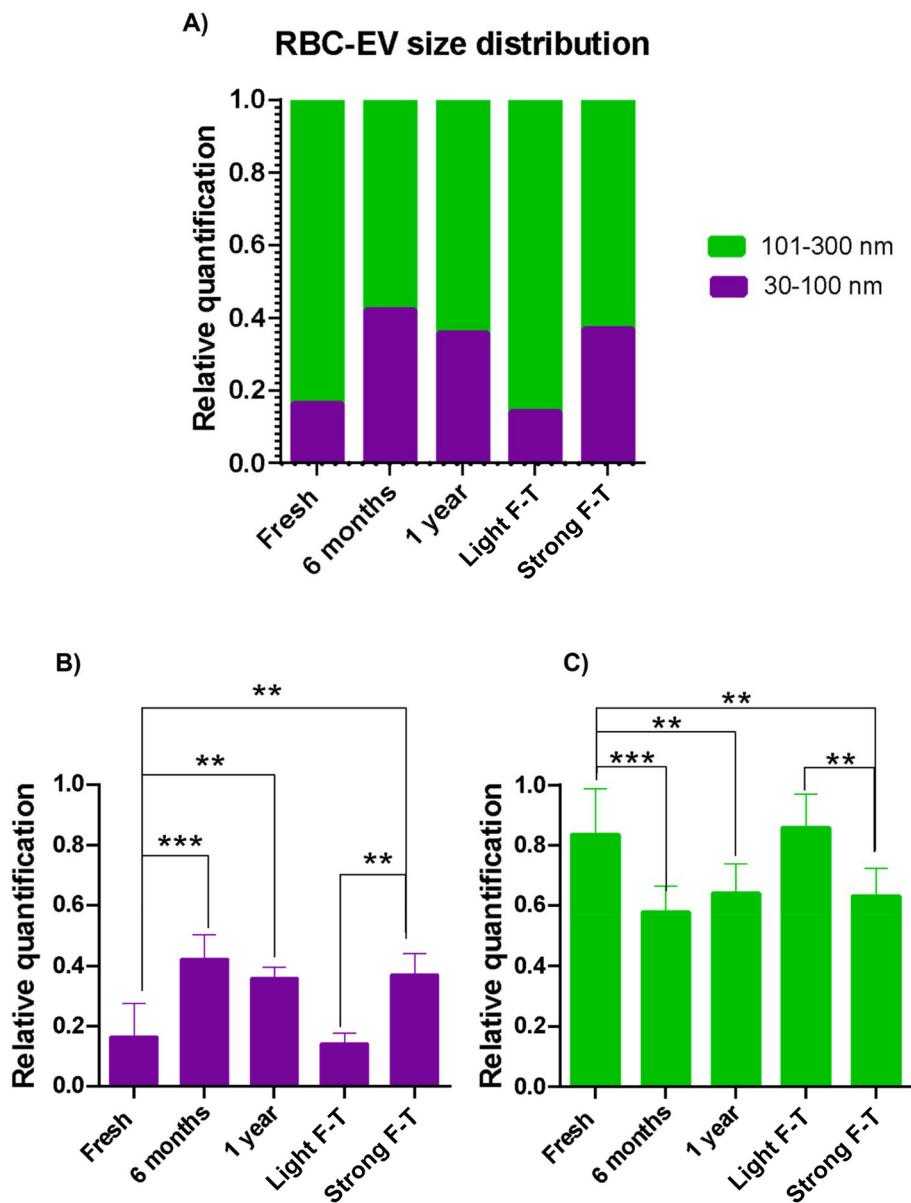 A)
RBC-EV size distribution
Relative quantification
1.0
0.8
0.6
0.4
0.2
0.0
Fresh
6 months
1 year
Light F-T
Strong F-T
101-300 nm
30-100 nm
B)
**
**
***
**
Relative quantification
1.0
0.8
0.6
0.4
0.2
0.0
Fresh
6 months
1 year
Light F-T
Strong F-T
C)
**
**
***
**
Relative quantification
1.0
0.8
0.6
0.4
0.2
0.0
Fresh
6 months
1 year
Light F-T
Strong F-T